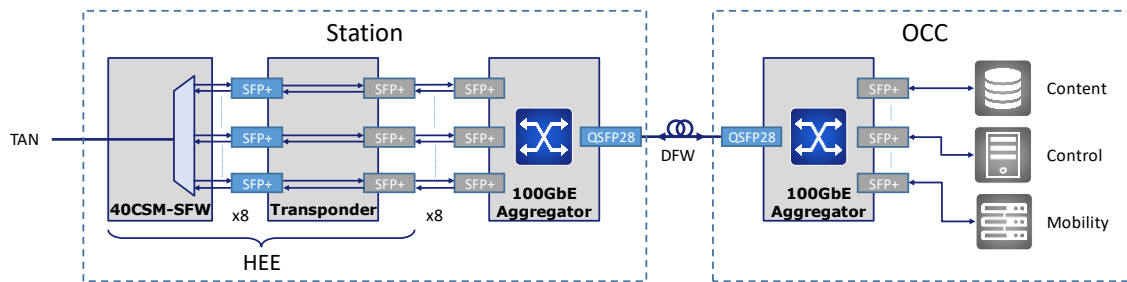 Station
OCC
SFP+
SFP+
SFP+
SFP+
Content
TAN
SFP+
SFP+
SFP+
QSFP28
DFW
QSFP28
SFP+
Control
SFP+
SFP+
SFP+
SFP+
Mobility
40CSM-SFW
x8
Transponder
x8
100GbE
Aggregator
100GbE
Aggregator
HEE